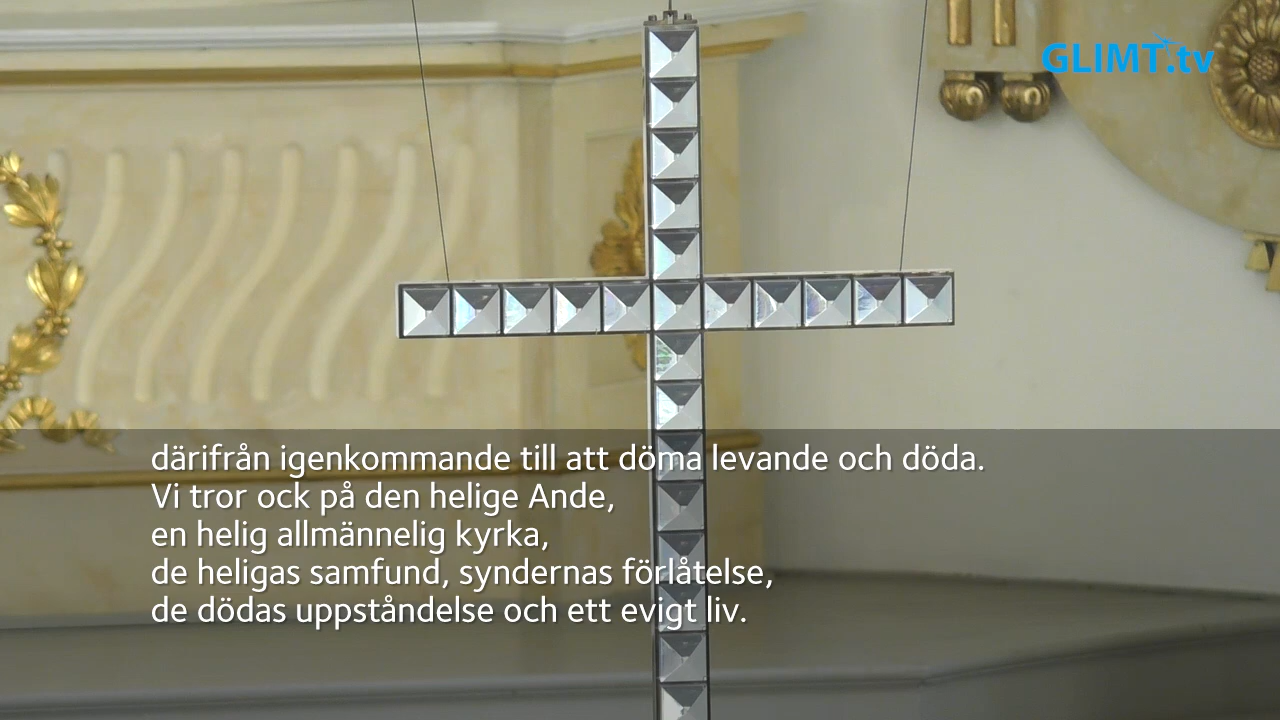 GLIMT.tv
därifrån igenkommande till att döma levande och döda.
Vi tror ock på den helige Ande,
en helig allmännelig kyrka,
de heligas samfund, syndernas förlåtelse,
de dödas uppståndelse och ett evigt liv.